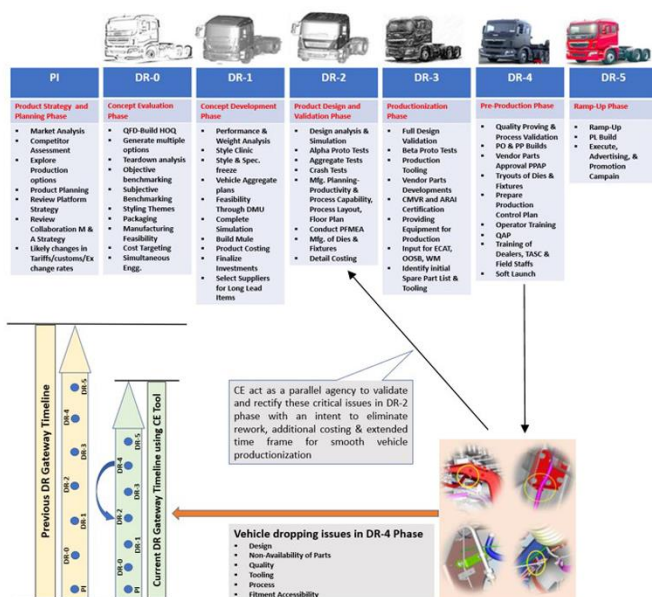 PI
Product Strategy and
Planning Phase
Market Analysis
Competitor
Assessment
Explore
Production
options
Product Planning
Review Platform
Strategy
Review
Collaboration M &
A Strategy
Likely changes in
Tariffs/customs/Ex
change rates
DR-0
Concept Evaluation
Phase
QFD-Build HOQ
Generate multiple
options
Teardown analysis
Objective
benchmarking
Subjective
Benchmarking
Styling Themes
Packaging
Manufacturing
Feasibility
Cost Targeting
Simultaneous
Engg.
DR-1
Concept Development
Phase
Performance &
Weight Analysis
Style Clinic
Style & Spec.
freeze
Vehicle Aggregate
plans
Feasibility
Through DMU
Complete
Simulation
Build Mule
Product Costing
Finalize
Investments
Select Suppliers
for Long Lead
Items
DR-2
Product Design and
Validation Phase
Design analysis &
Simulation
Alpha Proto Tests
Aggregate Tests
Crash Tests
Mfg. Planning-
Productivity &
Process Capability,
Process Layout,
Floor Plan
Conduct PFMEA
Mfg. of Dies &
Fixtures
Detail Costing
DR-3
Productionization
Phase
Full Design
Validation
Beta Proto Tests
Production
Tooling
Vendor Parts
Developments
CMVR and ARAI
Certification
Providing
Equipment for
Production
Input for ECAT,
OOSB, WM
Identify initial
Spare Part List &
Tooling
DR-4
Pre-Production Phase
Quality Proving &
Process Validation
PO & PP Builds
Vendor Parts
Approval PPAP
Tryouts of Dies &
Fixtures
Prepare
Production
Control Plan
Operator Training
QAP
Training of
Dealers, TASC &
Field Staffs
Soft Launch
DR-5
Ramp-Up Phase
Ramp-Up
PL Build
Execute,
Advertising, &
Promotion
Campain
Previous DR Gateway Timeline
DR-5
DR-4
DR-3
DR-2
DR-1
DR-0
PI
DR-5
DR-4
DR-3
DR-2
DR-1
DR-0
PI
Current DR Gateway Timeline using CE Tool
CE act as a parallel agency to validate
and rectify these critical issues in DR-2
phase with an intent to eliminate
rework, additional costing & extended
time frame for smooth vehicle
productionization
Vehicle dropping issues in DR-4 Phase
Design
Non-Availability of Parts
Quality
Tooling
Process
Fitment Accessibility